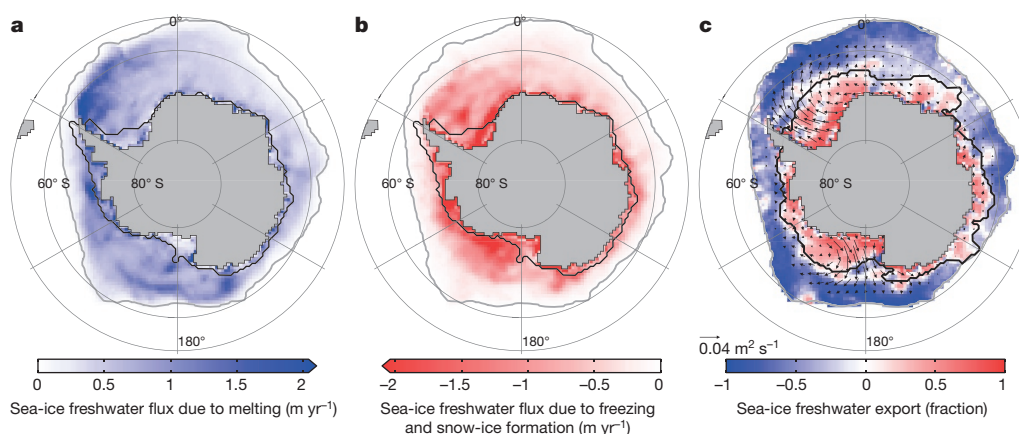 a
b
c
0°
0°
0°
60° S
80° S
60° S
80° S
60° S
80° S
180°
180°
180°
0.04 m² s⁻¹
0
0.5
1
1.5
2
−2
−1.5
−1
−0.5
0
−1
−0.5
0
0.5
1
Sea-ice freshwater flux due to melting (m yr⁻¹)
Sea-ice freshwater flux due to freezing
and snow-ice formation (m yr⁻¹)
Sea-ice freshwater export (fraction)